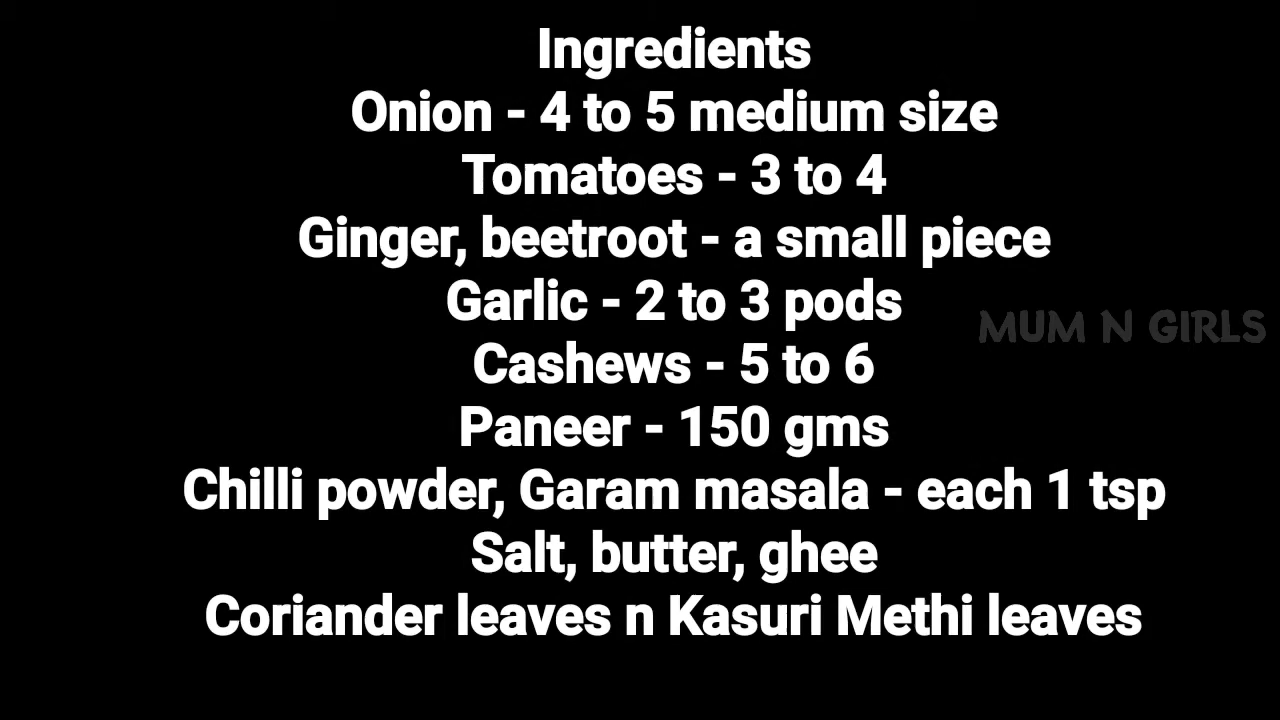 Ingredients
Onion - 4 to 5 medium size
Tomatoes - 3 to 4
Ginger, beetroot - a small piece
Garlic - 2 to 3 pods
MUM N GIRLS
Cashews - 5 to 6
Paneer - 150 gms
Chilli powder, Garam masala - each 1 tsp
Salt, butter, ghee
Coriander leaves n Kasuri Methi leaves